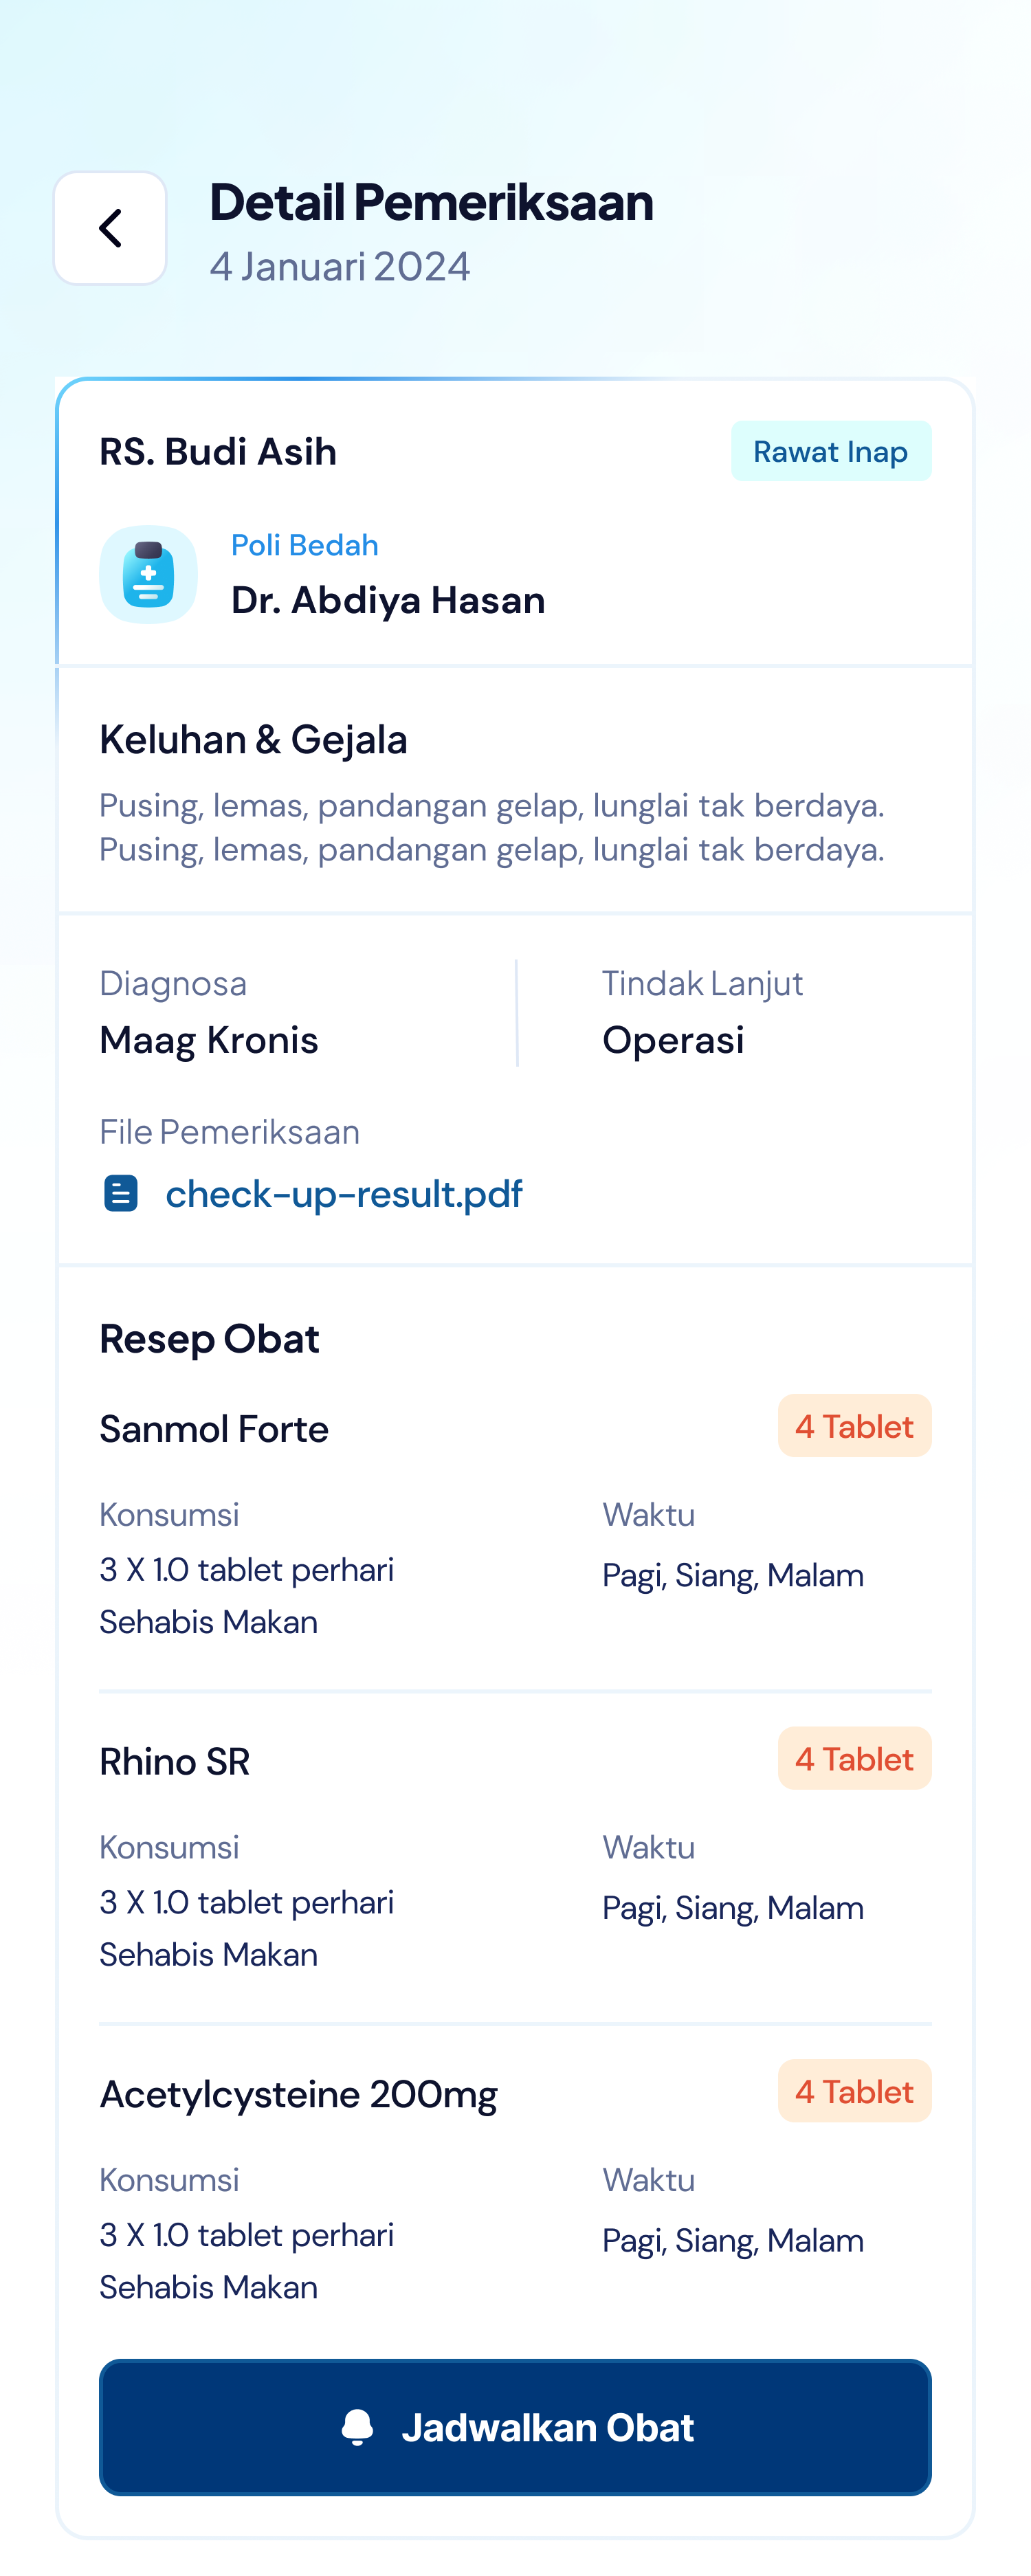 Detail Pemeriksaan
4 Januari 2024
RS. Budi Asih
Rawat Inap
Poli Bedah
Dr. Abdiya Hasan
Keluhan & Gejala
Pusing, lemas, pandangan gelap, lunglai tak berdaya.
Pusing, lemas, pandangan gelap, lunglai tak berdaya.
Diagnosa
Maag Kronis
Tindak Lanjut
Operasi
File Pemeriksaan
check-up-result.pdf
Resep Obat
Sanmol Forte
4 Tablet
Konsumsi
3 X 1.0 tablet perhari
Sehabis Makan
Waktu
Pagi, Siang, Malam
Rhino SR
4 Tablet
Konsumsi
3 X 1.0 tablet perhari
Sehabis Makan
Waktu
Pagi, Siang, Malam
Acetylcysteine 200mg
4 Tablet
Konsumsi
3 X 1.0 tablet perhari
Sehabis Makan
Waktu
Pagi, Siang, Malam
Jadwalkan Obat